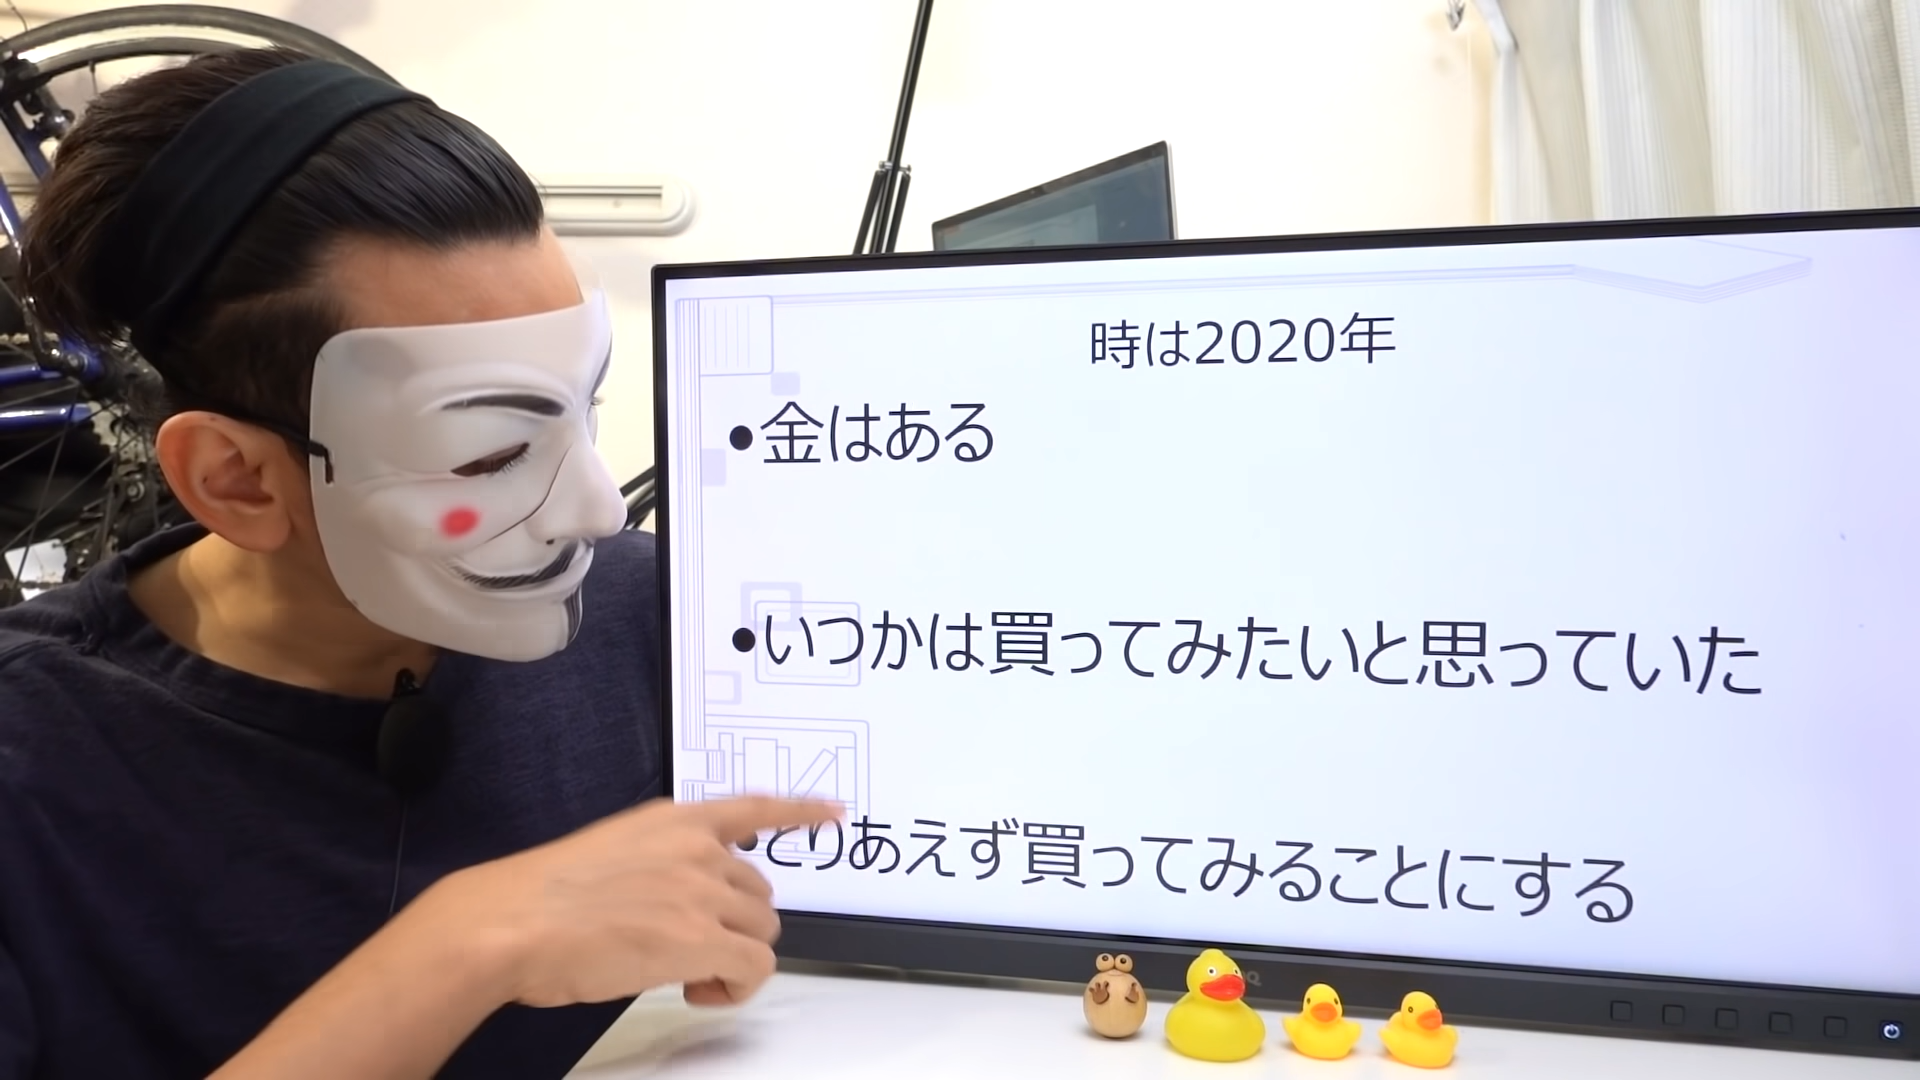 時は2020年
•金はある
•いつかは買ってみたいと思っていた
•とりあえず買ってみることにする